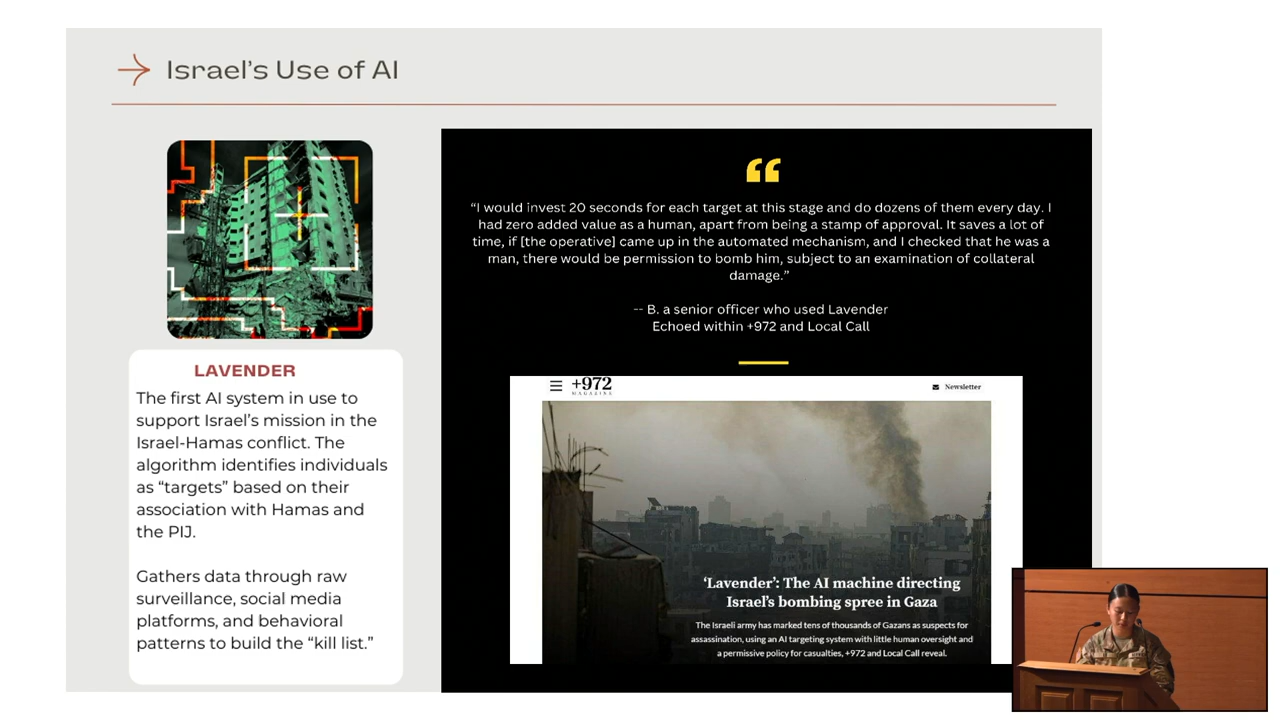 Israel's Use of AI
LAVENDER
The first AI system in use to
support Israel's mission in the
Israel-Hamas conflict. The
algorithm identifies individuals
as “targets” based on their
association with Hamas and
the PIJ.
Gathers data through raw
surveillance, social media
platforms, and behavioral
patterns to build the “kill list.”
“
“I would invest 20 seconds for each target at this stage and do dozens of them every day. I
had zero added value as a human, apart from being a stamp of approval. It saves a lot of
time, if [the operative] came up in the automated mechanism, and I checked that he was a
man, there would be permission to bomb him, subject to an examination of collateral
damage.”
-- B. a senior officer who used Lavender
Echoed within +972 and Local Call
+972
MAGAZINE
Newsletter
‘Lavender’: The AI machine directing
Israel's bombing spree in Gaza
The Israeli army has marked tens of thousands of Gazans as suspects for
assassination, using an AI targeting system with little human oversight and
a permissive policy for casualties, +972 and Local Call reveal.